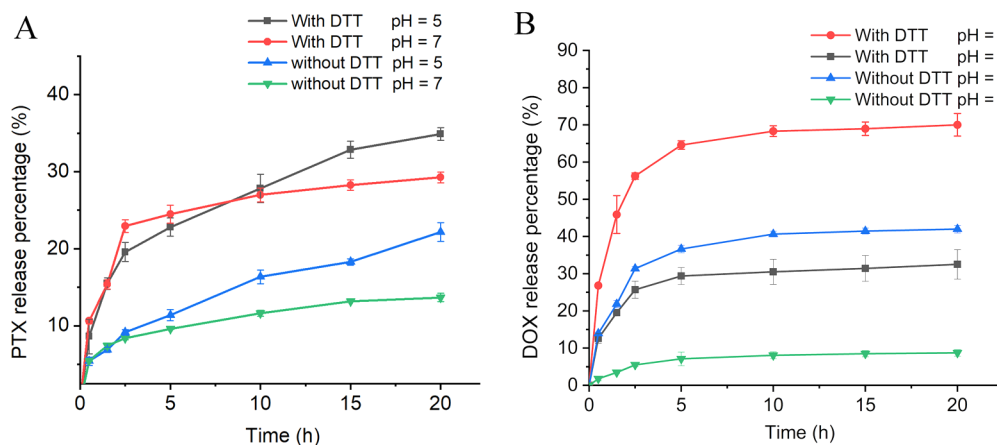 A
With DTT pH = 5
With DTT pH = 7
without DTT pH = 5
without DTT pH = 7
PTX release percentage (%)
40
30
20
10
0
5
10
15
20
Time (h)
B
With DTT pH =
With DTT pH =
Without DTT pH =
Without DTT pH =
DOX release percentage (%)
90
80
70
60
50
40
30
20
10
0
0
5
10
15
20
Time (h)